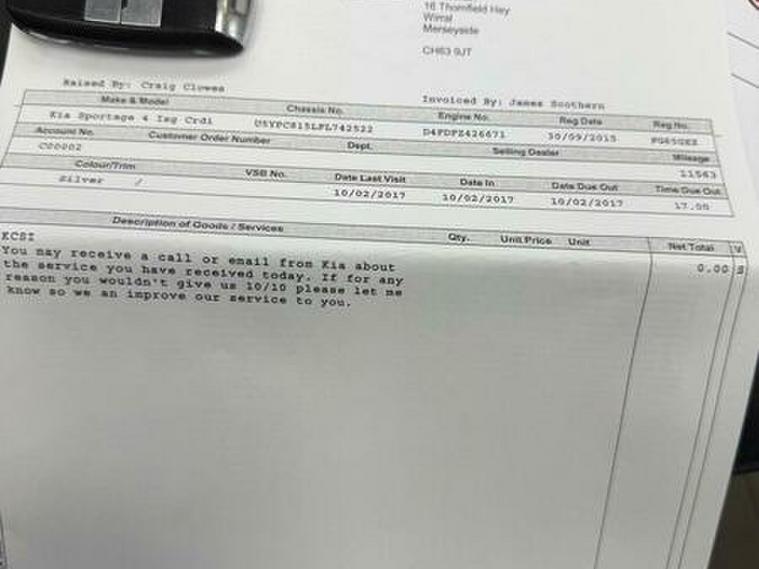 16 Thornfield Hey
Wirral
Merseyside
CH63 9JT
Raised By: Craig Clowes
Invoiced By: James Scothern
Make & Model Chassis No. Engine No. Reg Date Reg No.
Kia Sportage 4 Isg Crdi U5YPC815LFL742522 D4FDFZ426671 30/09/2015
Account No. Customer Order Number Dept. Selling Dealer Mileage
C00002 11563
Colour/Trim VSB No. Date Last Visit Date In Date Due Out Time Due Out
Silver / 10/02/2017 10/02/2017 10/02/2017 17.00
Description of Goods / Services Qty. Unit Price Unit Net Total V
KCSI 0.00 S
You may receive a call or email from Kia about
the service you have received today. If for any
reason you wouldn't give us 10/10 please let me
know so we an improve our service to you.